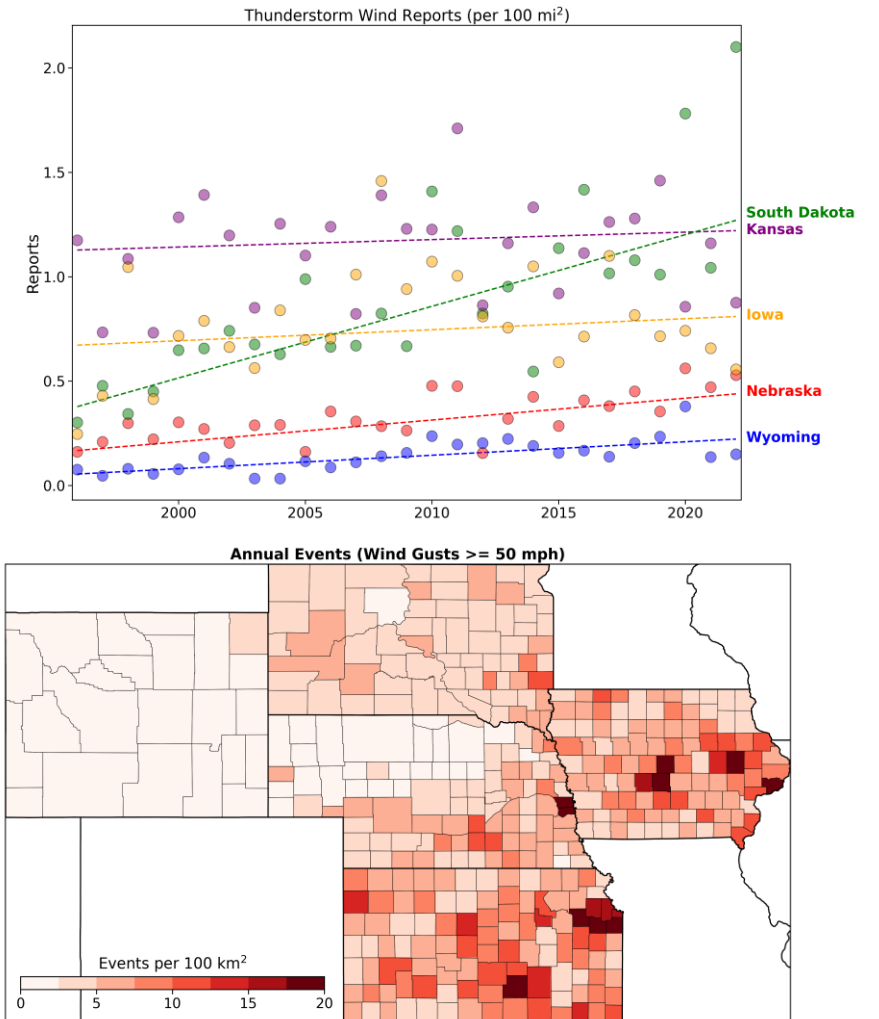 Thunderstorm Wind Reports (per 100 mi²)
Reports
2.0
1.5
1.0
0.5
0.0
2000 2005 2010 2015 2020
South Dakota
Kansas
Iowa
Nebraska
Wyoming
Annual Events (Wind Gusts >= 50 mph)
Events per 100 km²
0 5 10 15 20